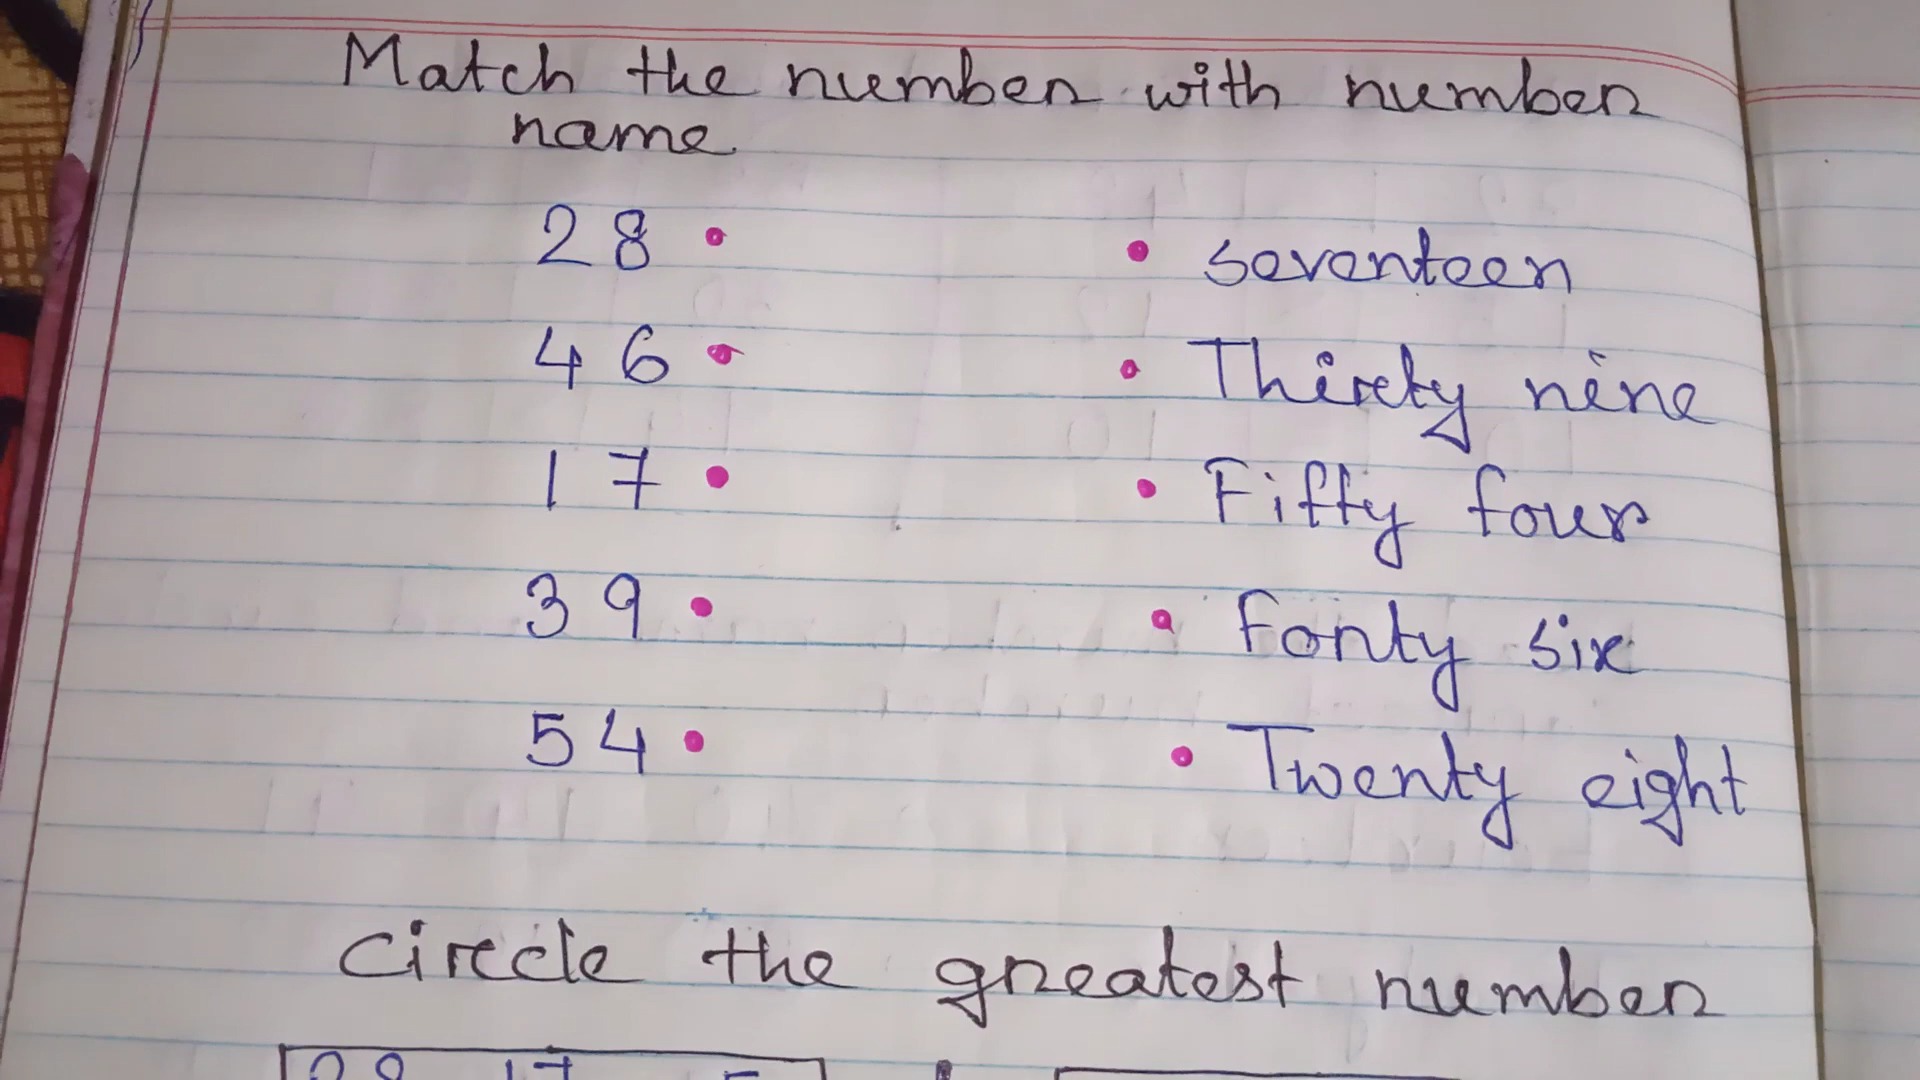 Match the number with number
name
28 • • seventeen
46 • • Thirty nine
17 • • Fifty four
39 • • Forty six
54 • • Twenty eight
Circle the greatest number